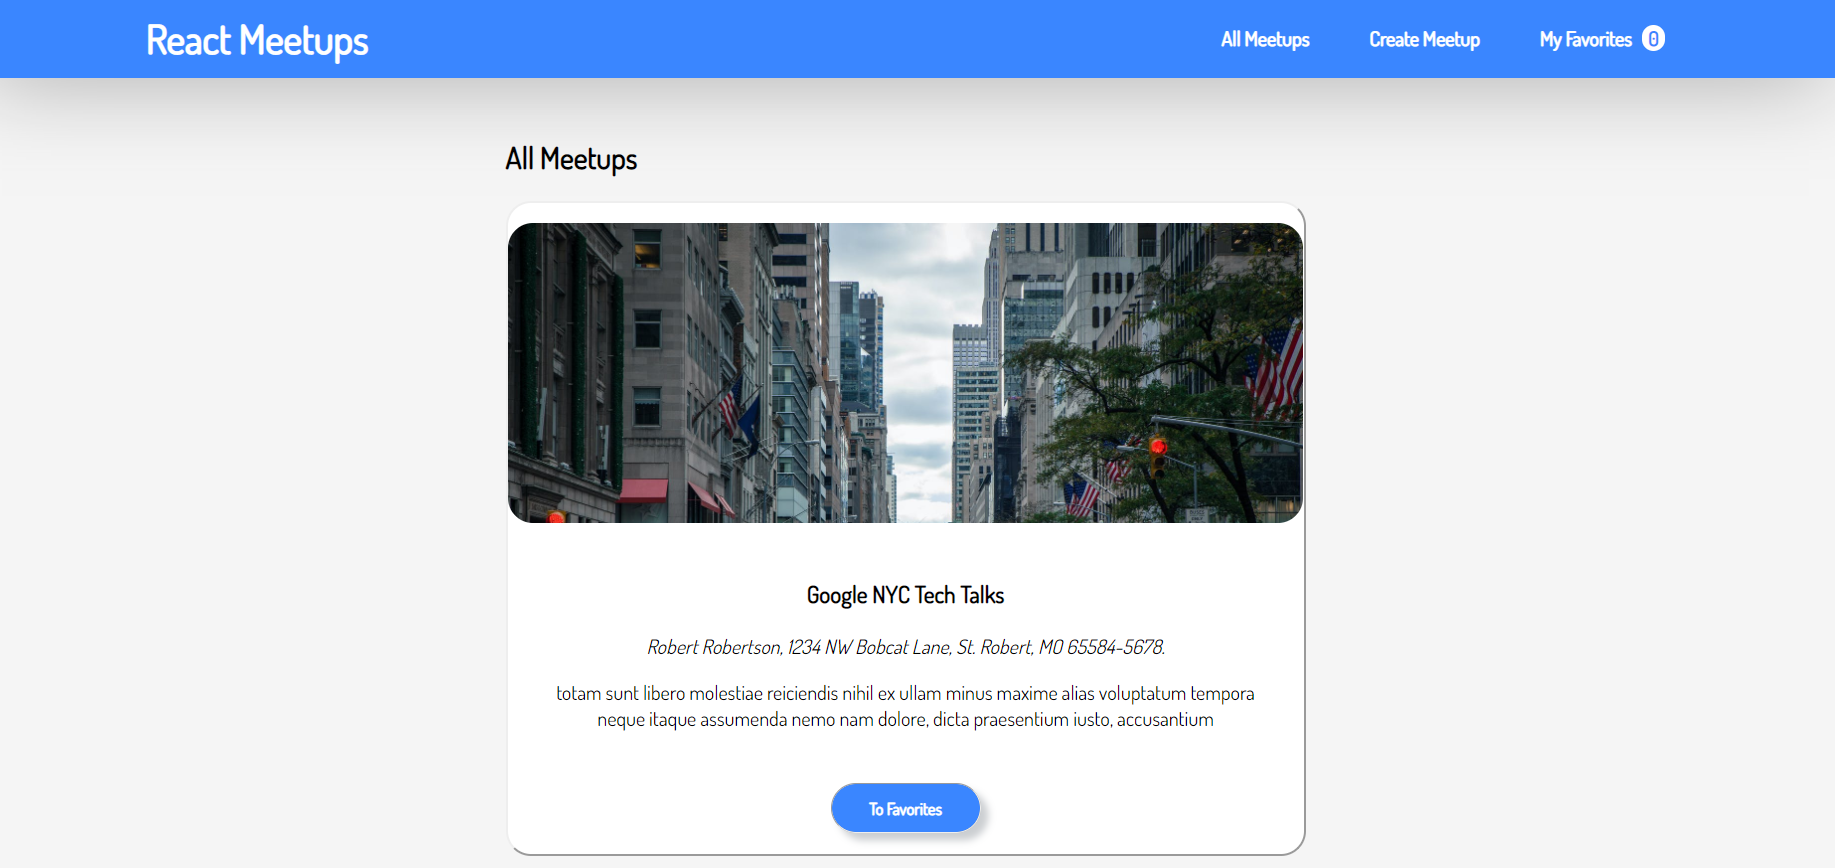 React Meetups
All Meetups
Create Meetup
My Favorites 0
All Meetups
Google NYC Tech Talks
Robert Robertson, 1234 NW Bobcat Lane, St. Robert, MO 65584-5678.
totam sunt libero molestiae reiciendis nihil ex ullam minus maxime alias voluptatum tempora
neque itaque assumenda nemo nam dolore, dicta praesentium iusto, accusantium
To Favorites